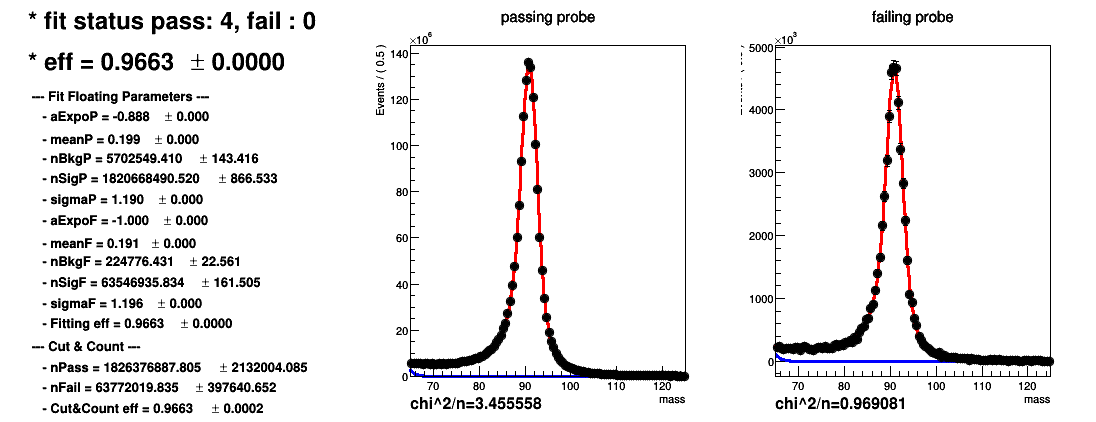 * fit status pass: 4, fail : 0
* eff = 0.9663 ± 0.0000
--- Fit Floating Parameters ---
- aExpoP = -0.888 ± 0.000
- meanP = 0.199 ± 0.000
- nBkgP = 5702549.410 ± 143.416
- nSigP = 1820668490.520 ± 866.533
- sigmaP = 1.190 ± 0.000
- aExpoF = -1.000 ± 0.000
- meanF = 0.191 ± 0.000
- nBkgF = 224776.431 ± 22.561
- nSigF = 63546935.834 ± 161.505
- sigmaF = 1.196 ± 0.000
- Fitting eff = 0.9663 ± 0.0000
--- Cut & Count ---
- nPass = 1826376887.805 ± 2132004.085
- nFail = 63772019.835 ± 397640.652
- Cut&Count eff = 0.9663 ± 0.0002
passing probe
×10⁶
Events / ( 0.5 )
140
120
100
80
60
40
20
0
70 80 90 100 110 120
mass
chi^2/n=3.455558
failing probe
×10³
5000
4000
3000
2000
1000
0
70 80 90 100 110 120
mass
chi^2/n=0.969081